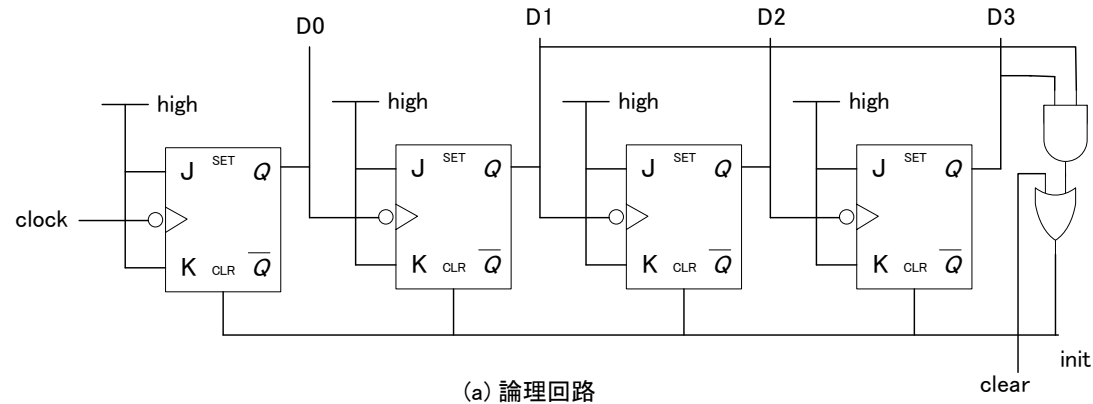 D0
D1
D2
D3
high
high
high
high
J SET Q
J SET Q
J SET Q
J SET Q
clock
K CLR Q
K CLR Q
K CLR Q
K CLR Q
init
clear
(a) 論理回路